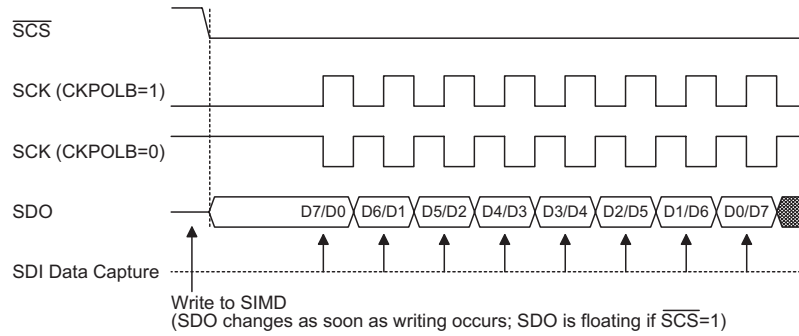 SCS
SCK (CKPOLB=1)
SCK (CKPOLB=0)
SDO D7/D0 D6/D1 D5/D2 D4/D3 D3/D4 D2/D5 D1/D6 D0/D7
SDI Data Capture
Write to SIMD
(SDO changes as soon as writing occurs; SDO is floating if SCS=1)